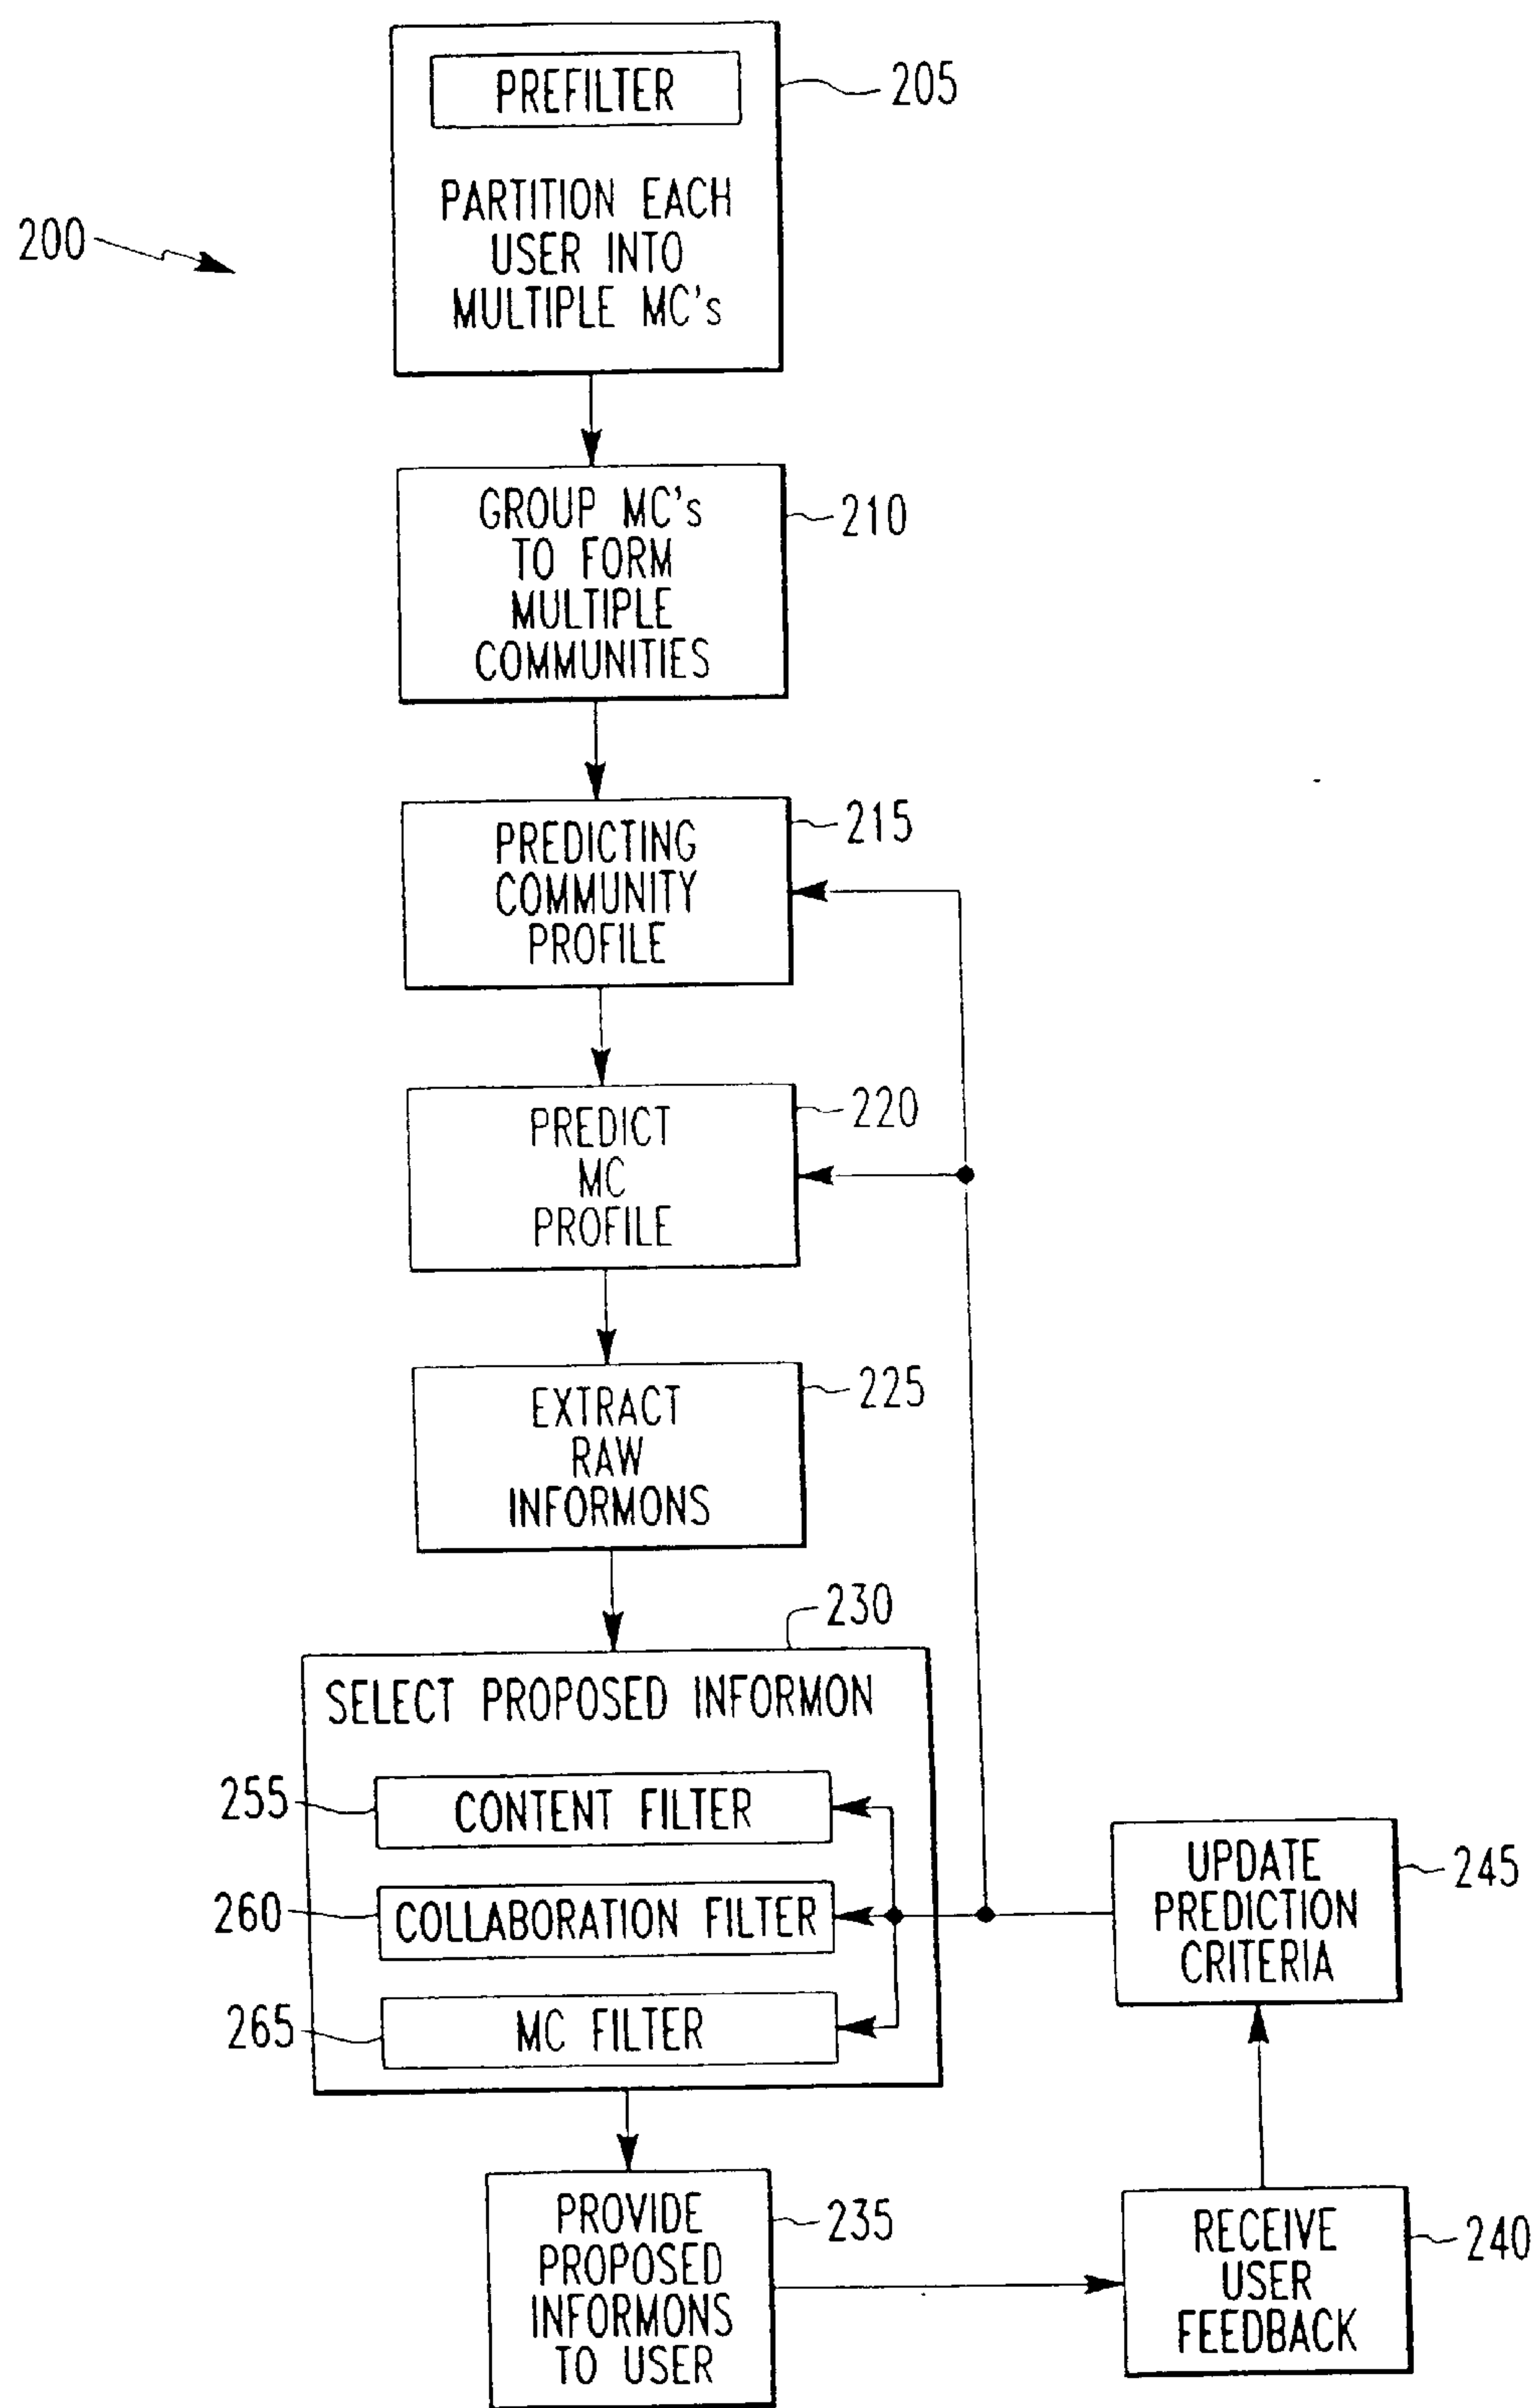 PREFILTER
205
PARTITION EACH
USER INTO
MULTIPLE MC's
200
GROUP MC's
TO FORM
MULTIPLE
COMMUNITIES
210
PREDICTING
COMMUNITY
PROFILE
215
PREDICT
MC
PROFILE
220
EXTRACT
RAW
INFORMONS
225
230
SELECT PROPOSED INFORMON
255
CONTENT FILTER
260
COLLABORATION FILTER
265
MC FILTER
UPDATE
PREDICTION
CRITERIA
245
PROVIDE
PROPOSED
INFORMONS
TO USER
235
RECEIVE
USER
FEEDBACK
240